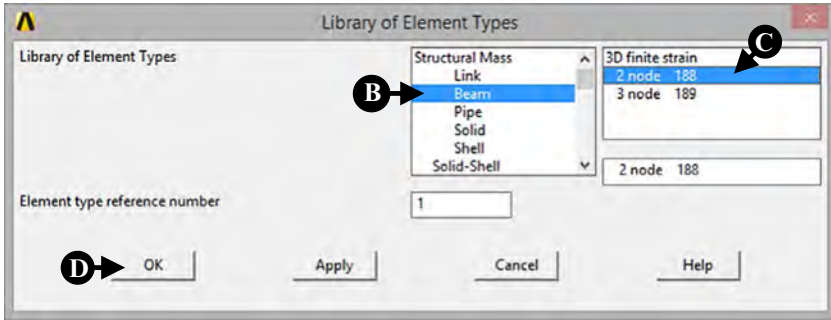 Library of Element Types
Library of Element Types
Structural Mass
Link
B
Beam
Pipe
Solid
Shell
Solid-Shell
C
3D finite strain
2 node 188
3 node 189
2 node 188
Element type reference number
1
D
OK
Apply
Cancel
Help